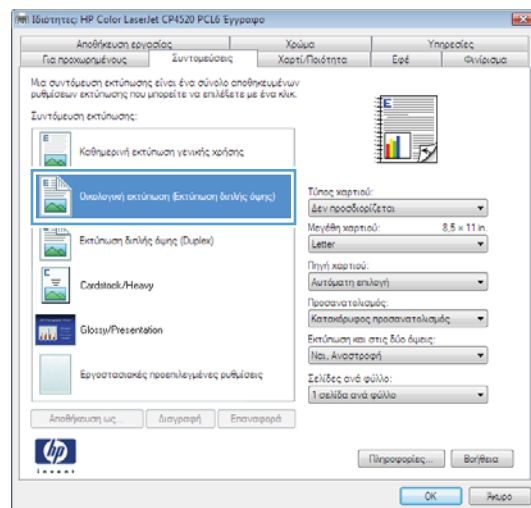 Ιδιότητες: HP Color LaserJet CP4520 PCL6 Έγγραφο
Αποθήκευση εργασίας Χρώμα Υπηρεσίες
Για προχωρημένους Συντομεύσεις Χαρτί/Ποιότητα Εφέ Φινίρισμα
Μια συντόμευση εκτύπωσης είναι ένα σύνολο αποθηκευμένων
ρυθμίσεων εκτύπωσης που μπορείτε να επιλέξετε με ένα κλικ.
Συντόμευση εκτύπωσης:
Καθημερινή εκτύπωση γενικής χρήσης
Οικολογική εκτύπωση (Εκτύπωση διπλής όψης)
Εκτύπωση διπλής όψης (Duplex)
Cardstock/Heavy
Glossy/Presentation
Εργοστασιακές προεπιλεγμένες ρυθμίσεις
Αποθήκευση ως... Διαγραφή Επαναφορά
Τύπος χαρτιού:
Δεν προσδιορίζεται
Μεγέθη χαρτιού: 8,5 × 11 in.
Letter
Πηγή χαρτιού:
Αυτόματη επιλογή
Προσανατολισμός:
Κατακόρυφος προσανατολισμός
Εκτύπωση και στις δύο όψεις:
Ναι, Αναστροφή
Σελίδες ανά φύλλο:
1 σελίδα ανά φύλλο
hp
invent
Πληροφορίες... Βοήθεια
OK Άκυρο